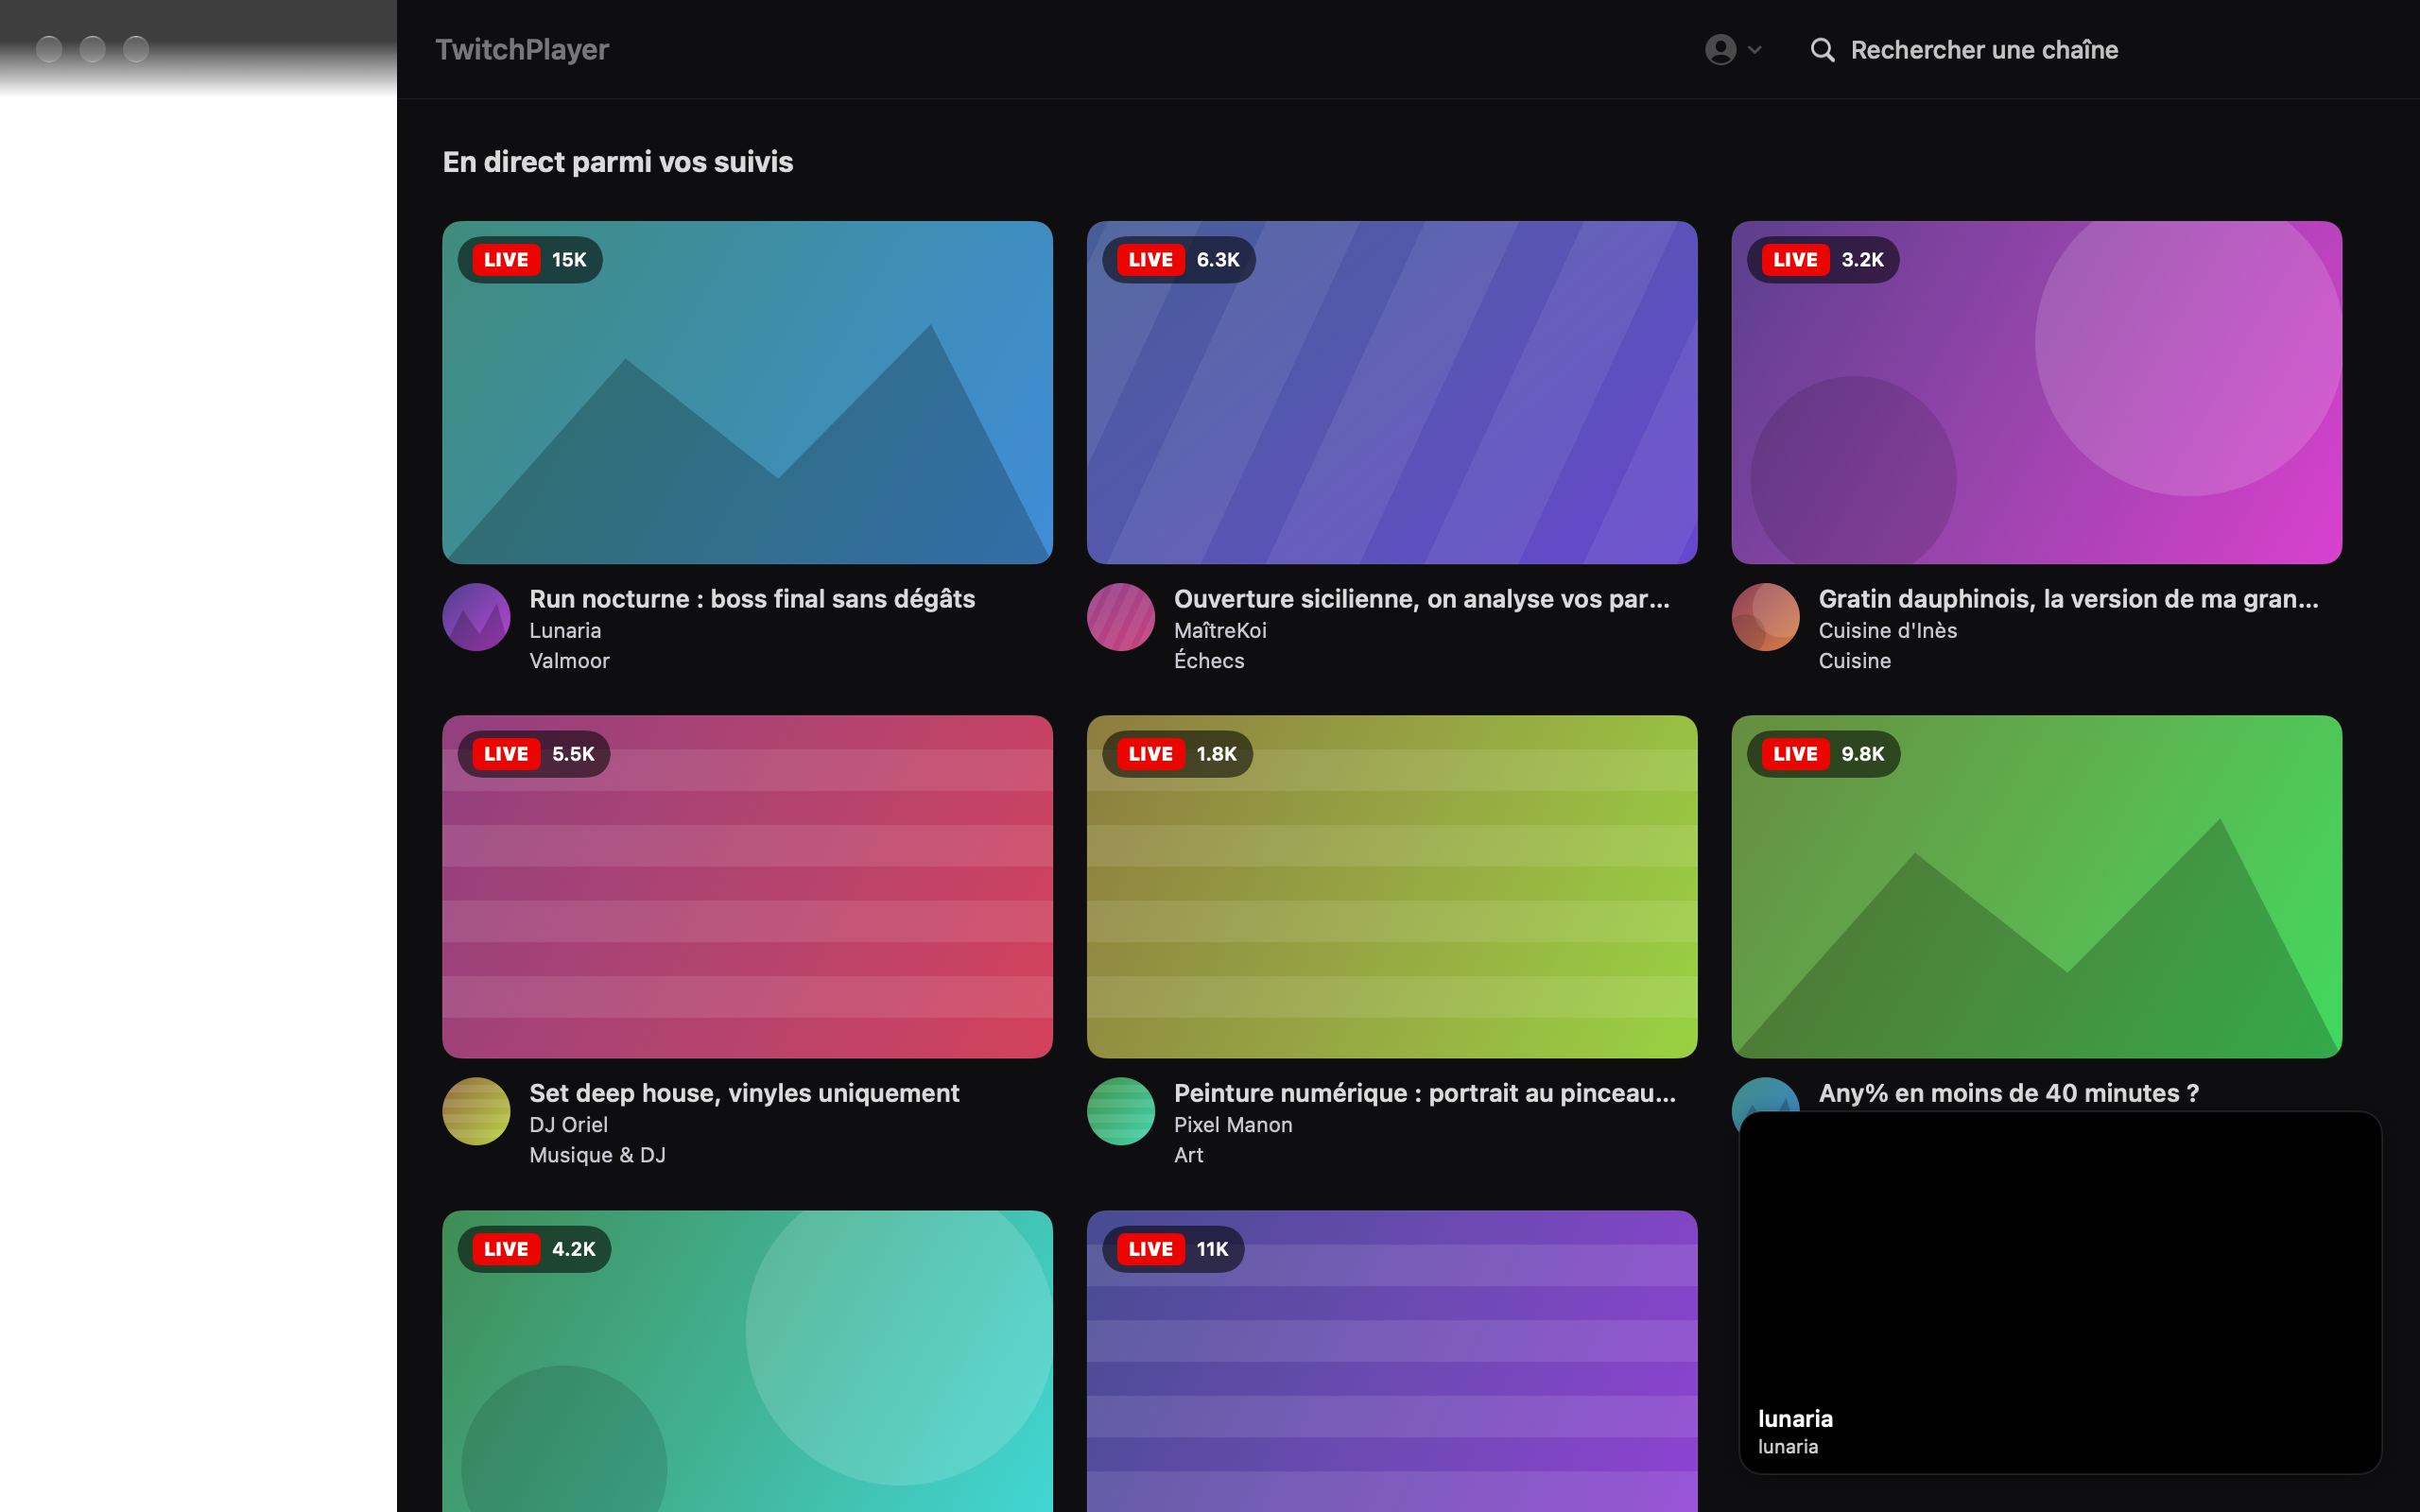 TwitchPlayer
Rechercher une chaîne
En direct parmi vos suivis
LIVE 15K
LIVE 6.3K
LIVE 3.2K
Run nocturne : boss final sans dégâts
Lunaria
Valmoor
Ouverture sicilienne, on analyse vos par...
MaîtreKoi
Échecs
Gratin dauphinois, la version de ma gran...
Cuisine d'Inès
Cuisine
LIVE 5.5K
LIVE 1.8K
LIVE 9.8K
Set deep house, vinyles uniquement
DJ Oriel
Musique & DJ
Peinture numérique : portrait au pinceau...
Pixel Manon
Art
Any% en moins de 40 minutes ?
LIVE 4.2K
LIVE 11K
lunaria
lunaria